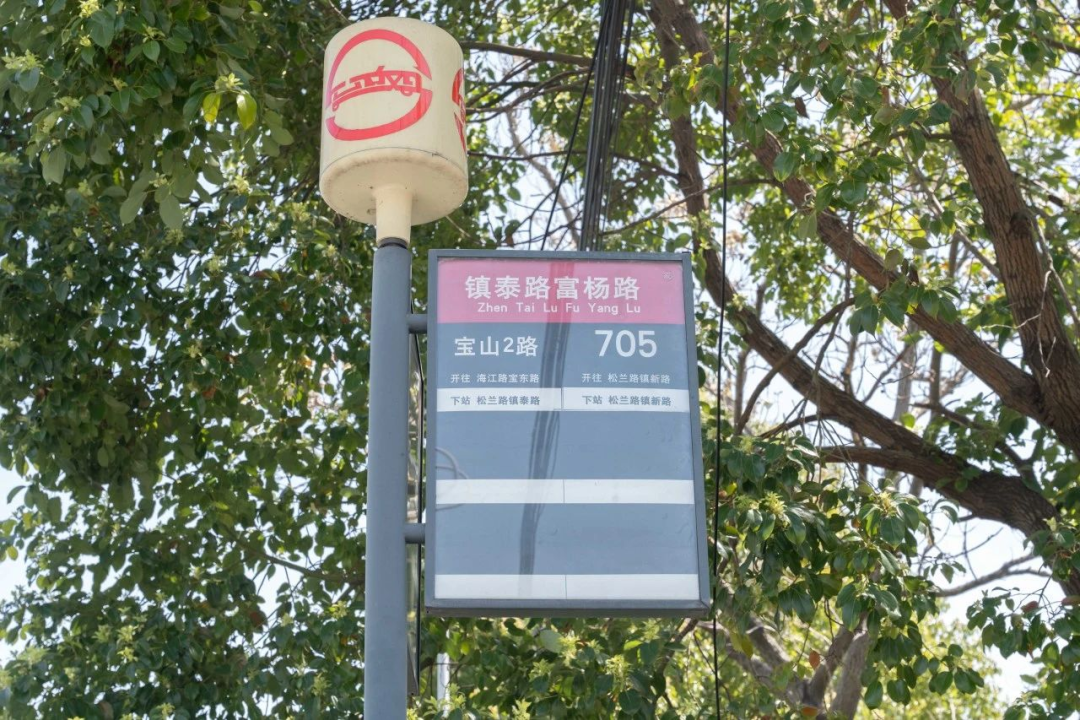 镇泰路富杨路
Zhen Tai Lu Fu Yang Lu
宝山2路
705
开往 海江路宝东路
开往 松兰路镇新路
下站 松兰路镇泰路
下站 松兰路镇新路